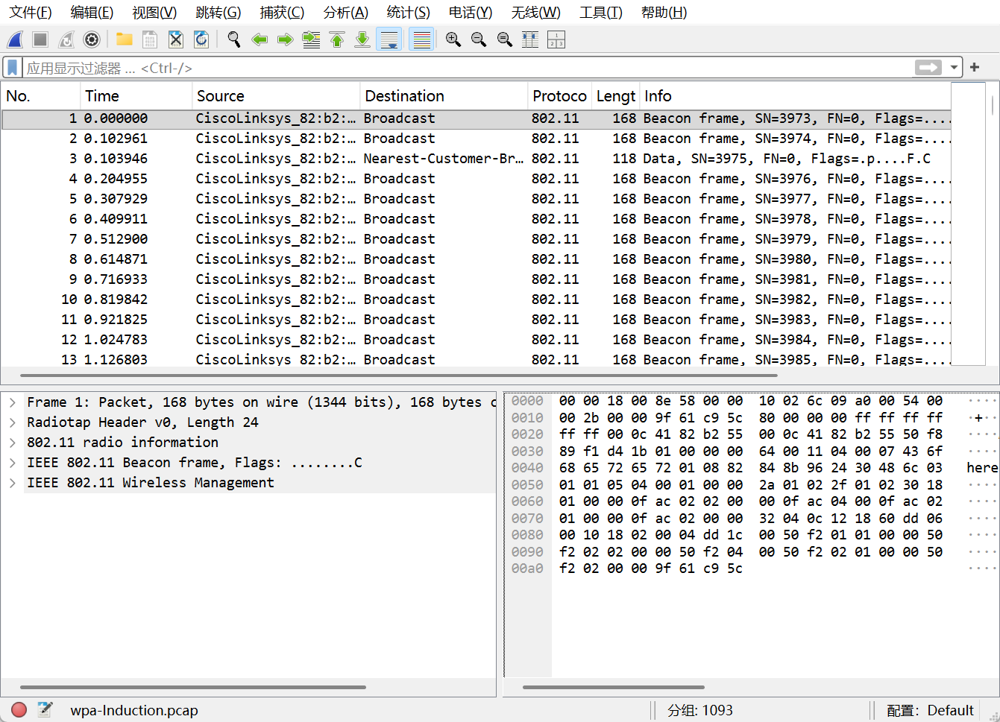 文件(F) 编辑(E) 视图(V) 跳转(G) 捕获(C) 分析(A) 统计(S) 电话(Y) 无线(W) 工具(T) 帮助(H)
应用显示过滤器 … <Ctrl-/>
No. Time Source Destination Protoco Lengt Info
1 0.000000 CiscoLinksys_82:b2:… Broadcast 802.11 168 Beacon frame, SN=3973, FN=0, Flags=....
2 0.102961 CiscoLinksys_82:b2:… Broadcast 802.11 168 Beacon frame, SN=3974, FN=0, Flags=....
3 0.103946 CiscoLinksys_82:b2:… Nearest-Customer-Br… 802.11 118 Data, SN=3975, FN=0, Flags=.p....F.C
4 0.204955 CiscoLinksys_82:b2:… Broadcast 802.11 168 Beacon frame, SN=3976, FN=0, Flags=....
5 0.307929 CiscoLinksys_82:b2:… Broadcast 802.11 168 Beacon frame, SN=3977, FN=0, Flags=....
6 0.409911 CiscoLinksys_82:b2:… Broadcast 802.11 168 Beacon frame, SN=3978, FN=0, Flags=....
7 0.512900 CiscoLinksys_82:b2:… Broadcast 802.11 168 Beacon frame, SN=3979, FN=0, Flags=....
8 0.614871 CiscoLinksys_82:b2:… Broadcast 802.11 168 Beacon frame, SN=3980, FN=0, Flags=....
9 0.716933 CiscoLinksys_82:b2:… Broadcast 802.11 168 Beacon frame, SN=3981, FN=0, Flags=....
10 0.819842 CiscoLinksys_82:b2:… Broadcast 802.11 168 Beacon frame, SN=3982, FN=0, Flags=....
11 0.921825 CiscoLinksys_82:b2:… Broadcast 802.11 168 Beacon frame, SN=3983, FN=0, Flags=....
12 1.024783 CiscoLinksys_82:b2:… Broadcast 802.11 168 Beacon frame, SN=3984, FN=0, Flags=....
13 1.126803 CiscoLinksys_82:b2:… Broadcast 802.11 168 Beacon frame, SN=3985, FN=0, Flags=....
Frame 1: Packet, 168 bytes on wire (1344 bits), 168 bytes c
Radiotap Header v0, Length 24
802.11 radio information
IEEE 802.11 Beacon frame, Flags: ........C
IEEE 802.11 Wireless Management
0000 00 00 18 00 8e 58 00 00 10 02 6c 09 a0 00 54 00 ····
0010 00 2b 00 00 9f 61 c9 5c 80 00 00 00 ff ff ff ff ·+··
0020 ff ff 00 0c 41 82 b2 55 00 0c 41 82 b2 55 50 f8 ····
0030 89 f1 d4 1b 01 00 00 00 64 00 11 04 00 07 43 6f ····
0040 68 65 72 65 72 01 08 82 84 8b 96 24 30 48 6c 03 here
0050 01 01 05 04 00 01 00 00 2a 01 02 2f 01 02 30 18 ····
0060 01 00 00 0f ac 02 02 00 00 0f ac 04 00 0f ac 02 ····
0070 01 00 00 0f ac 02 00 00 32 04 0c 12 18 60 dd 06 ····
0080 00 10 18 02 00 04 dd 1c 00 50 f2 01 01 00 00 50 ····
0090 f2 02 02 00 00 50 f2 04 00 50 f2 02 01 00 00 50 ····
00a0 f2 02 00 00 9f 61 c9 5c ····
wpa-Induction.pcap 分组: 1093 配置: Default